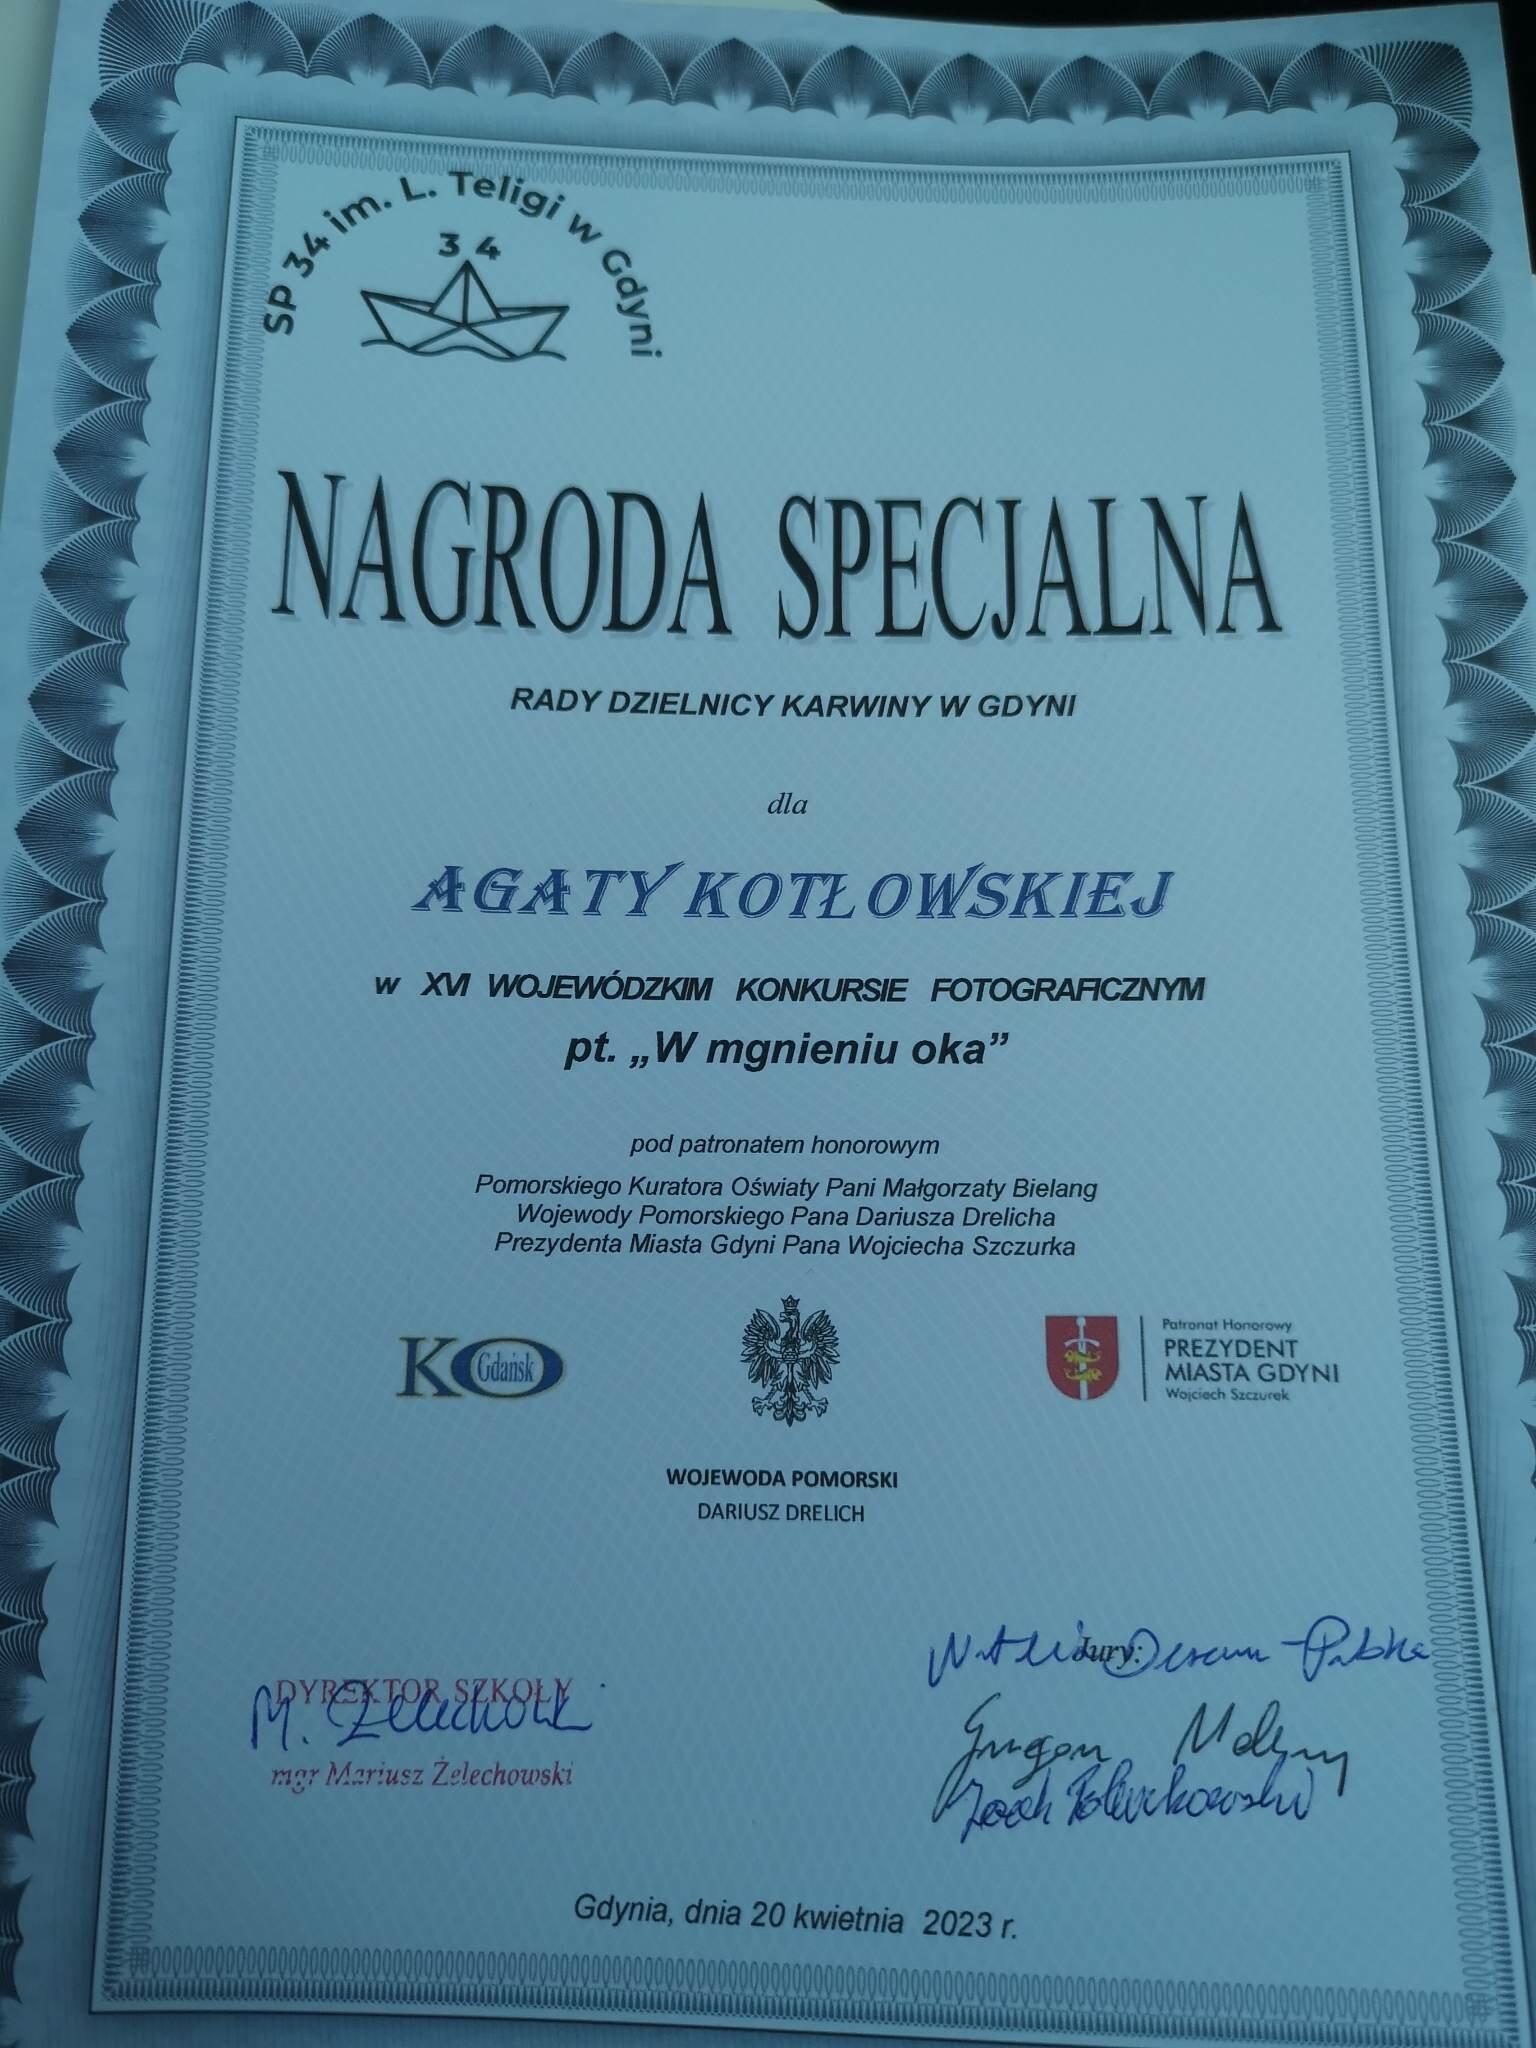 SP 34 im. L. Teligi w Gdyni
34
NAGRODA SPECJALNA
RADY DZIELNICY KARWINY W GDYNI
dla
AGATY KOTŁOWSKIEJ
w XVI WOJEWÓDZKIM KONKURSIE FOTOGRAFICZNYM
pt. „W mgnieniu oka”
pod patronatem honorowym
Pomorskiego Kuratora Oświaty Pani Małgorzaty Bielang
Wojewody Pomorskiego Pana Dariusza Drelicha
Prezydenta Miasta Gdyni Pana Wojciecha Szczurka
KO Gdańsk
Patronat Honorowy
PREZYDENT
MIASTA GDYNI
Wojciech Szczurek
WOJEWODA POMORSKI
DARIUSZ DRELICH
Jury:
DYREKTOR SZKOŁY
M. Żelechowski
mgr Mariusz Żelechowski
Gdynia, dnia 20 kwietnia 2023 r.